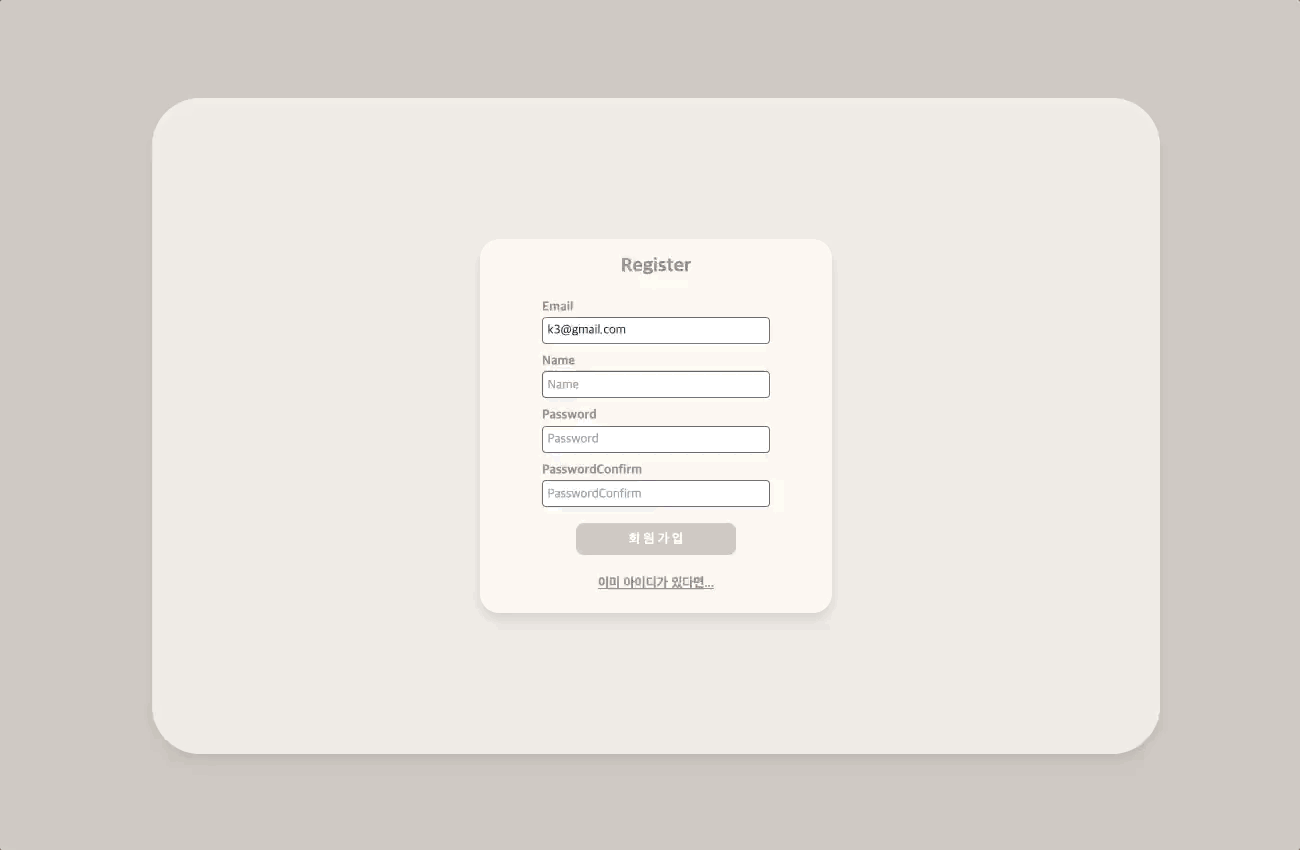 Register
Email
k3@gmail.com
Name
Name
Password
Password
PasswordConfirm
PasswordConfirm
회원가입
이미 아이디가 있다면...